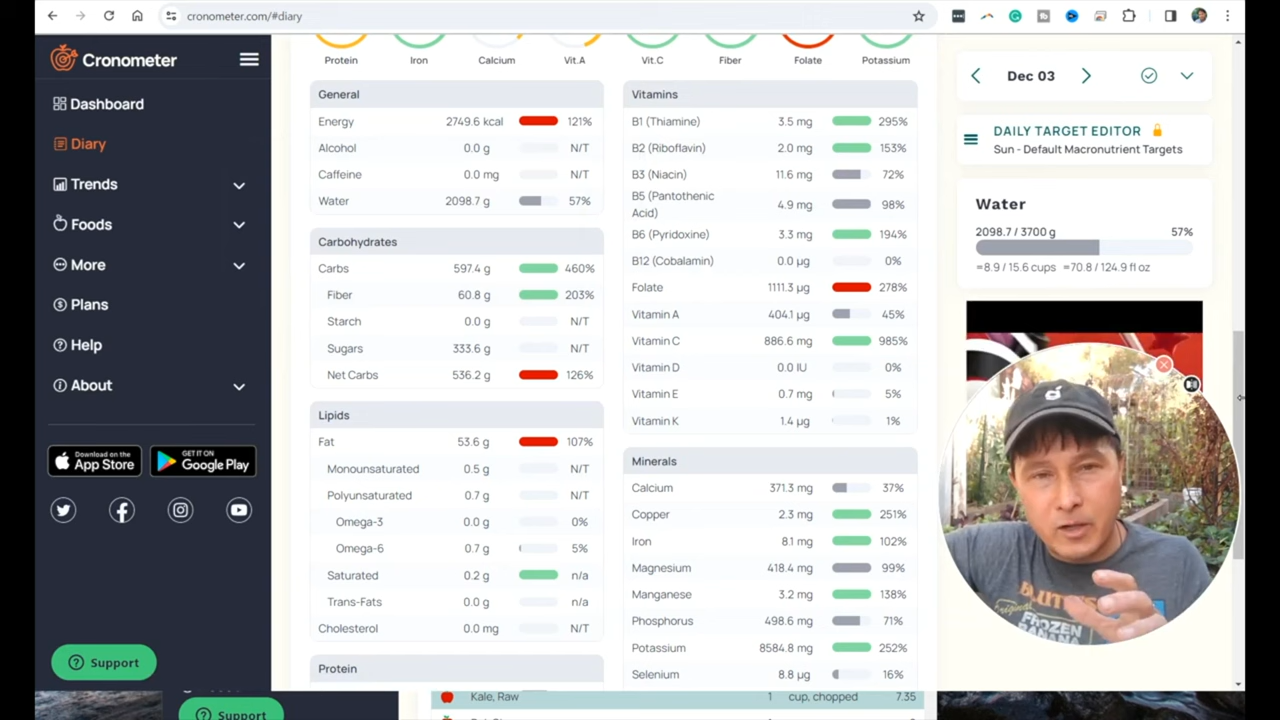 cronometer.com/#diary
Cronometer
Dashboard
Diary
Trends
Foods
More
Plans
Help
About
Download on the
App Store
GET IT ON
Google Play
Support
Support
Protein Iron Calcium Vit.A Vit.C Fiber Folate Potassium
General
Energy 2749.6 kcal 121%
Alcohol 0.0 g N/T
Caffeine 0.0 mg N/T
Water 2098.7 g 57%
Carbohydrates
Carbs 597.4 g 460%
Fiber 60.8 g 203%
Starch 0.0 g N/T
Sugars 333.6 g N/T
Net Carbs 536.2 g 126%
Lipids
Fat 53.6 g 107%
Monounsaturated 0.5 g N/T
Polyunsaturated 0.7 g N/T
Omega-3 0.0 g 0%
Omega-6 0.7 g 5%
Saturated 0.2 g n/a
Trans-Fats 0.0 g n/a
Cholesterol 0.0 mg N/T
Protein
Vitamins
B1 (Thiamine) 3.5 mg 295%
B2 (Riboflavin) 2.0 mg 153%
B3 (Niacin) 11.6 mg 72%
B5 (Pantothenic
Acid) 4.9 mg 98%
B6 (Pyridoxine) 3.3 mg 194%
B12 (Cobalamin) 0.0 µg 0%
Folate 1111.3 µg 278%
Vitamin A 404.1 µg 45%
Vitamin C 886.6 mg 985%
Vitamin D 0.0 IU 0%
Vitamin E 0.7 mg 5%
Vitamin K 1.4 µg 1%
Minerals
Calcium 371.3 mg 37%
Copper 2.3 mg 251%
Iron 8.1 mg 102%
Magnesium 418.4 mg 99%
Manganese 3.2 mg 138%
Phosphorus 498.6 mg 71%
Potassium 8584.8 mg 252%
Selenium 8.8 µg 16%
Kale, Raw 1 cup, chopped 7.35
Dec 03
DAILY TARGET EDITOR
Sun - Default Macronutrient Targets
Water
2098.7 / 3700 g 57%
=8.9 / 15.6 cups =70.8 / 124.9 fl oz
FROZEN
BANANA